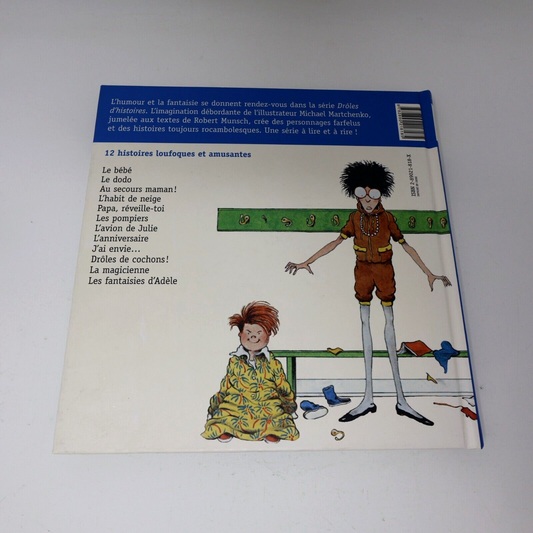 L'humour et la fantaisie se donnent rendez-vous dans la série Drôles
d'histoires. L'imagination débordante de l'illustrateur Michael Martchenko,
jumelée aux textes de Robert Munsch, crée des personnages farfelus
et des histoires toujours rocambolesques. Une série à lire et à rire !
12 histoires loufoques et amusantes
Le bébé
Le dodo
Au secours maman!
L'habit de neige
Papa, réveille-toi
Les pompiers
L'avion de Julie
L'anniversaire
J'ai envie...
Drôles de cochons!
La magicienne
Les fantaisies d'Adèle